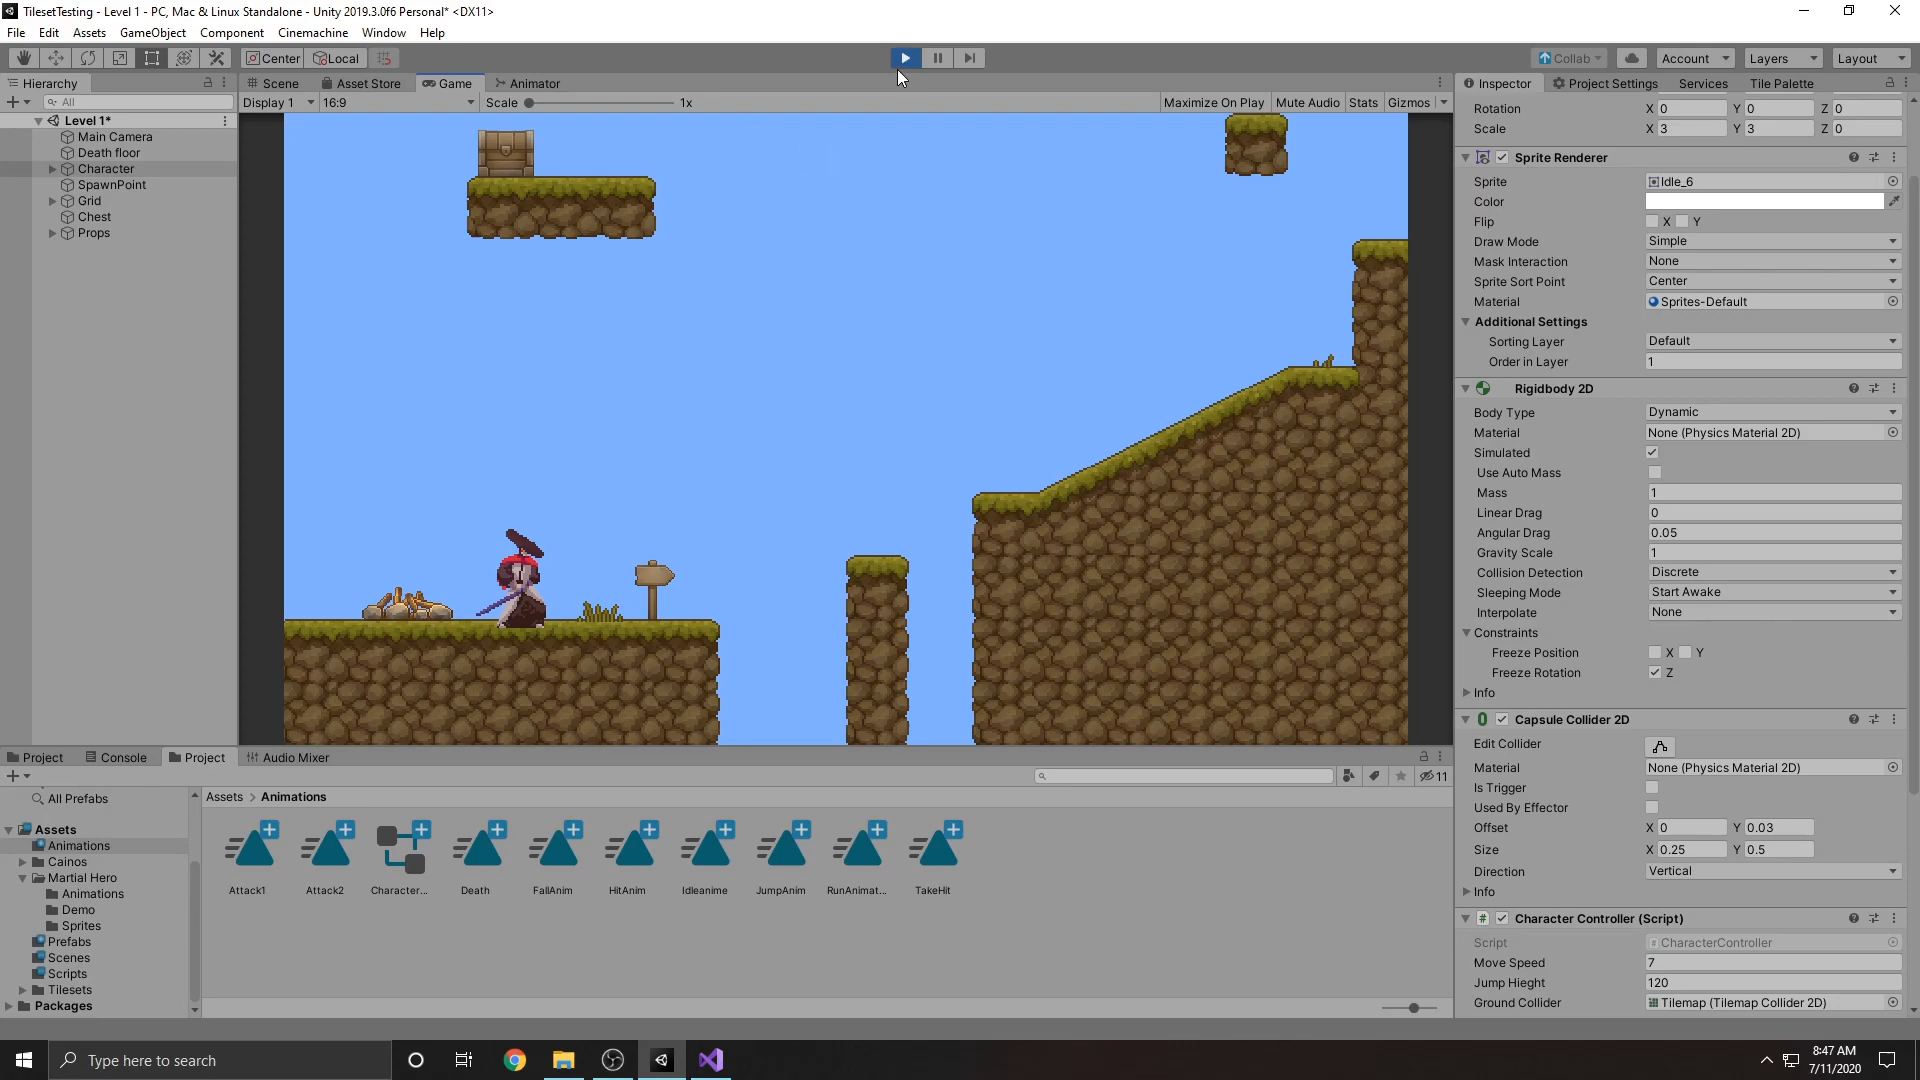 TilesetTesting - Level 1 - PC, Mac & Linux Standalone - Unity 2019.3.0f6 Personal* <DX11>
File Edit Assets GameObject Component Cinemachine Window Help
Center Local Collab Account Layers Layout
Hierarchy
All
Level 1*
Main Camera
Death floor
Character
SpawnPoint
Grid
Chest
Props
Scene Asset Store Game Animator
Display 1 16:9 Scale 1x Maximize On Play Mute Audio Stats Gizmos
Inspector Project Settings Services Tile Palette
Rotation X 0 Y 0 Z 0
Scale X 3 Y 3 Z 0
Sprite Renderer
Sprite Idle_6
Color
Flip X Y
Draw Mode Simple
Mask Interaction None
Sprite Sort Point Center
Material Sprites-Default
Additional Settings
Sorting Layer Default
Order in Layer 1
Rigidbody 2D
Body Type Dynamic
Material None (Physics Material 2D)
Simulated
Use Auto Mass
Mass 1
Linear Drag 0
Angular Drag 0.05
Gravity Scale 1
Collision Detection Discrete
Sleeping Mode Start Awake
Interpolate None
Constraints
Freeze Position X Y
Freeze Rotation Z
Info
Capsule Collider 2D
Edit Collider
Material None (Physics Material 2D)
Is Trigger
Used By Effector
Offset X 0 Y 0.03
Size X 0.25 Y 0.5
Direction Vertical
Info
Character Controller (Script)
Script CharacterController
Move Speed 7
Jump Hieght 120
Ground Collider Tilemap (Tilemap Collider 2D)
Project Console Project Audio Mixer
11
All Prefabs
Assets
Animations
Cainos
Martial Hero
Animations
Demo
Sprites
Prefabs
Scenes
Scripts
Tilesets
Packages
Assets > Animations
Attack1 Attack2 Character... Death FallAnim HitAnim Idleanime JumpAnim RunAnimat... TakeHit
Type here to search
8:47 AM
7/11/2020